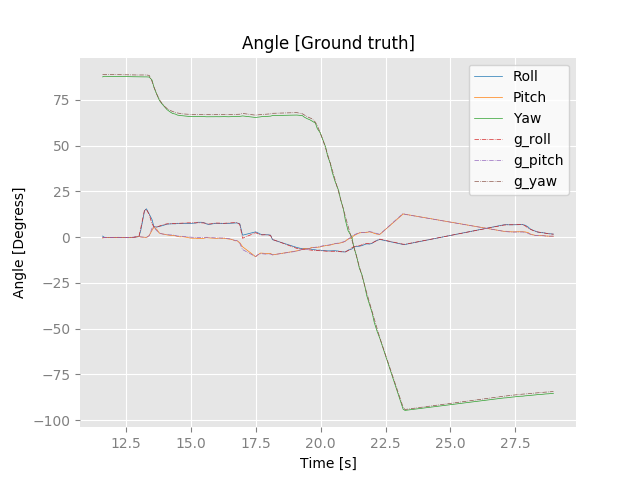 Angle [Ground truth]
Roll
Pitch
Yaw
g_roll
g_pitch
g_yaw
75
50
25
0
−25
−50
−75
−100
Angle [Degress]
12.5 15.0 17.5 20.0 22.5 25.0 27.5
Time [s]